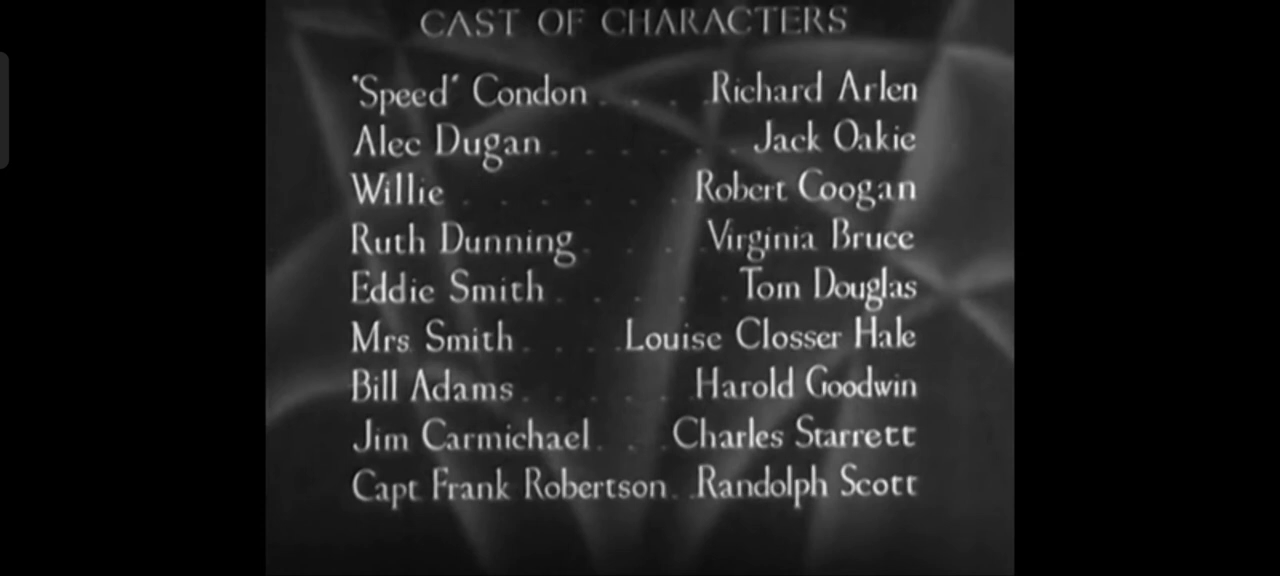 CAST OF CHARACTERS
"Speed" Condon . . . . Richard Arlen
Alec Dugan . . . . . . Jack Oakie
Willie . . . . . . Robert Coogan
Ruth Dunning . . . . Virginia Bruce
Eddie Smith . . . . . Tom Douglas
Mrs. Smith . . . . Louise Closser Hale
Bill Adams . . . . . . Harold Goodwin
Jim Carmichael . . . Charles Starrett
Capt Frank Robertson . . Randolph Scott